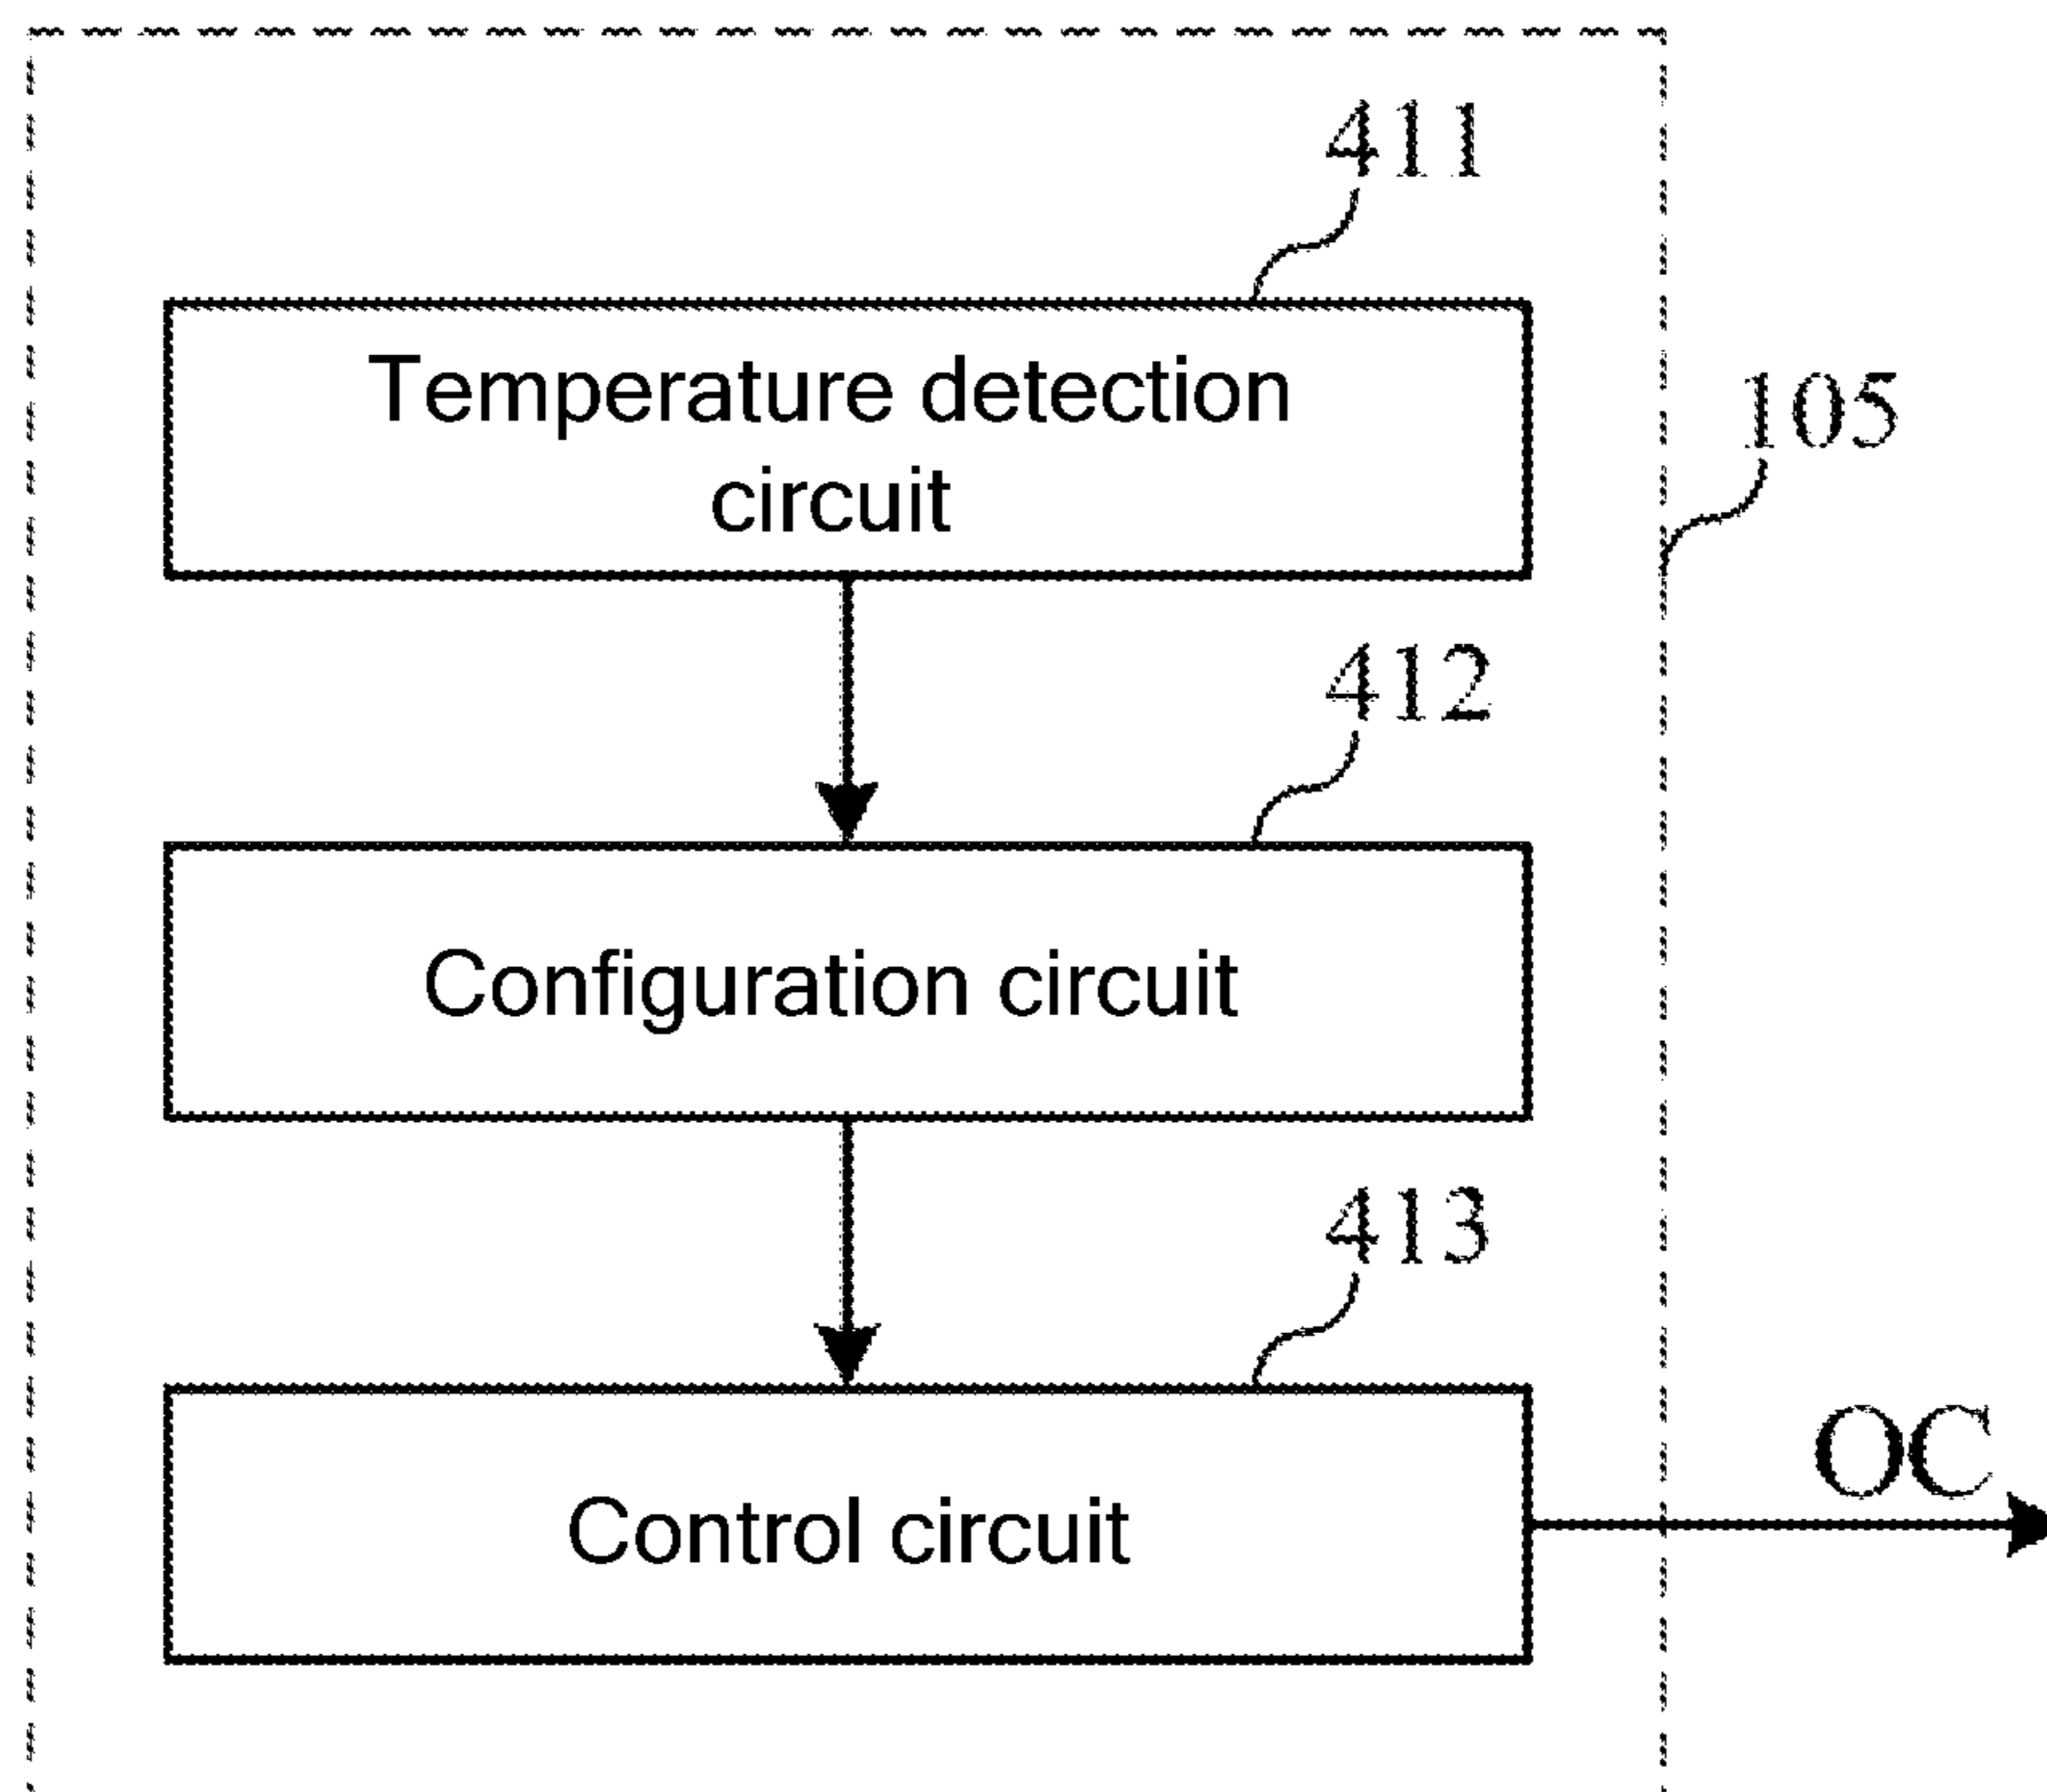 411
Temperature detection
circuit
105
412
Configuration circuit
413
Control circuit
OC